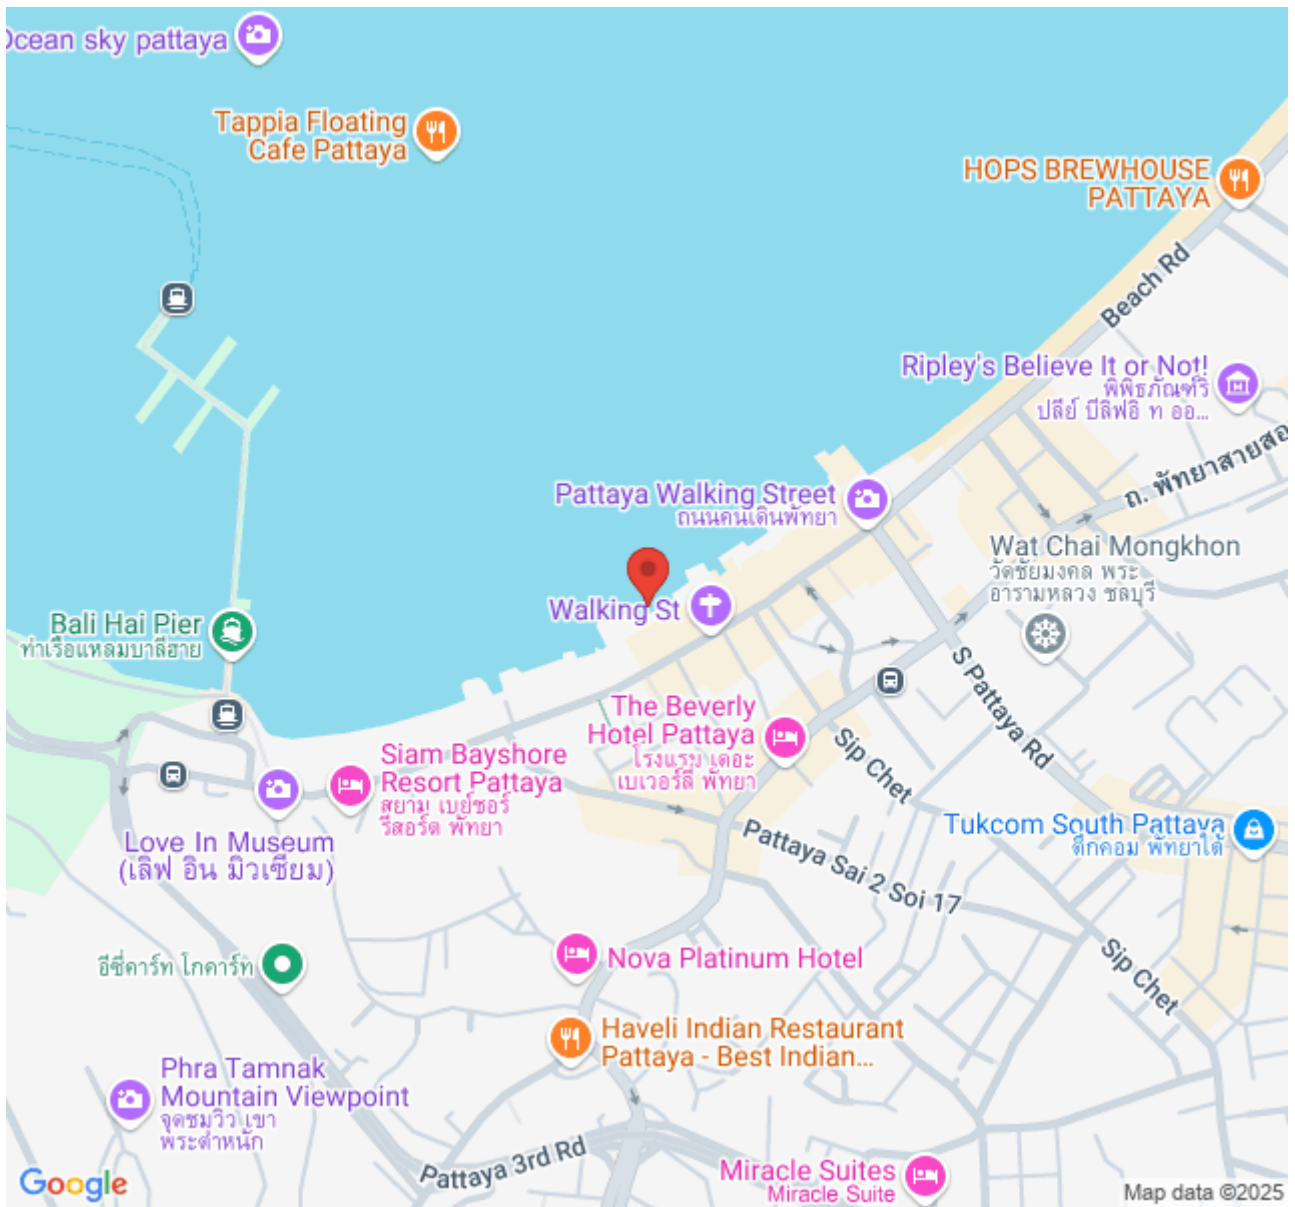 Ocean sky pattaya
Tappia Floating
Cafe Pattaya
HOPS BREWHOUSE
PATTAYA
Beach Rd
Ripley's Believe It or Not!
พิพิธภัณฑ์ริ
ปลีย์ บีลิฟอิ ท ออ...
ถ. พัทยาสายสอ
Pattaya Walking Street
ถนนคนเดินพัทยา
Wat Chai Mongkhon
วัดชัยมงคล พระ
อารามหลวง ชลบุรี
Walking St
Bali Hai Pier
ท่าเรือแหลมบาลีฮาย
S Pattaya Rd
The Beverly
Hotel Pattaya
โรงแรม เดอะ
เบเวอร์ลี่ พัทยา
Sip Chet
Siam Bayshore
Resort Pattaya
สยาม เบย์ชอร์
รีสอร์ต พัทยา
Love In Museum
(เลิฟ อิน มิวเซียม)
Tukcom South Pattaya
ตึกคอม พัทยาใต้
Pattaya Sai 2 Soi 17
อีซี่คาร์ท โกคาร์ท
Nova Platinum Hotel
Sip Chet
Haveli Indian Restaurant
Pattaya - Best Indian...
Phra Tamnak
Mountain Viewpoint
จุดชมวิว เขา
พระตำหนัก
Pattaya 3rd Rd
Miracle Suites
Miracle Suite
Google
Map data ©2025